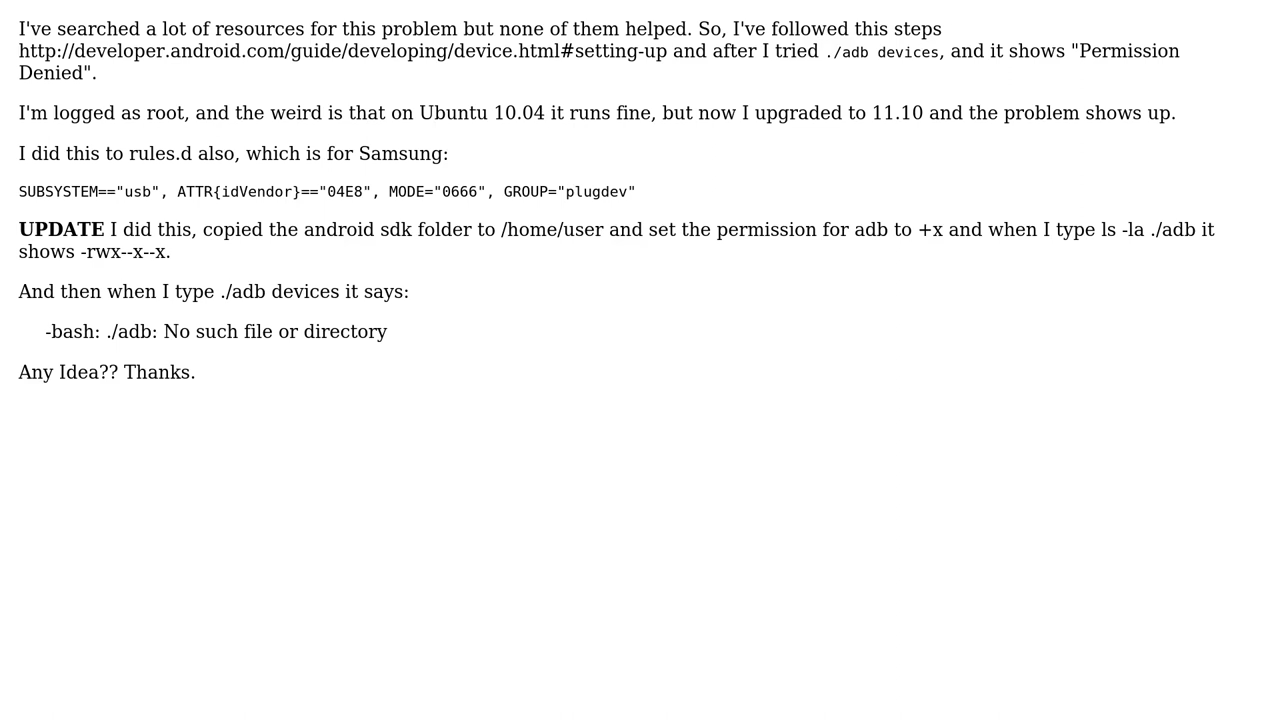 I've searched a lot of resources for this problem but none of them helped. So, I've followed this steps
http://developer.android.com/guide/developing/device.html#setting-up and after I tried ./adb devices, and it shows "Permission
Denied".
I'm logged as root, and the weird is that on Ubuntu 10.04 it runs fine, but now I upgraded to 11.10 and the problem shows up.
I did this to rules.d also, which is for Samsung:
SUBSYSTEM=="usb", ATTR{idVendor}=="04E8", MODE="0666", GROUP="plugdev"
UPDATE I did this, copied the android sdk folder to /home/user and set the permission for adb to +x and when I type ls -la ./adb it
shows -rwx--x--x.
And then when I type ./adb devices it says:
-bash: ./adb: No such file or directory
Any Idea?? Thanks.